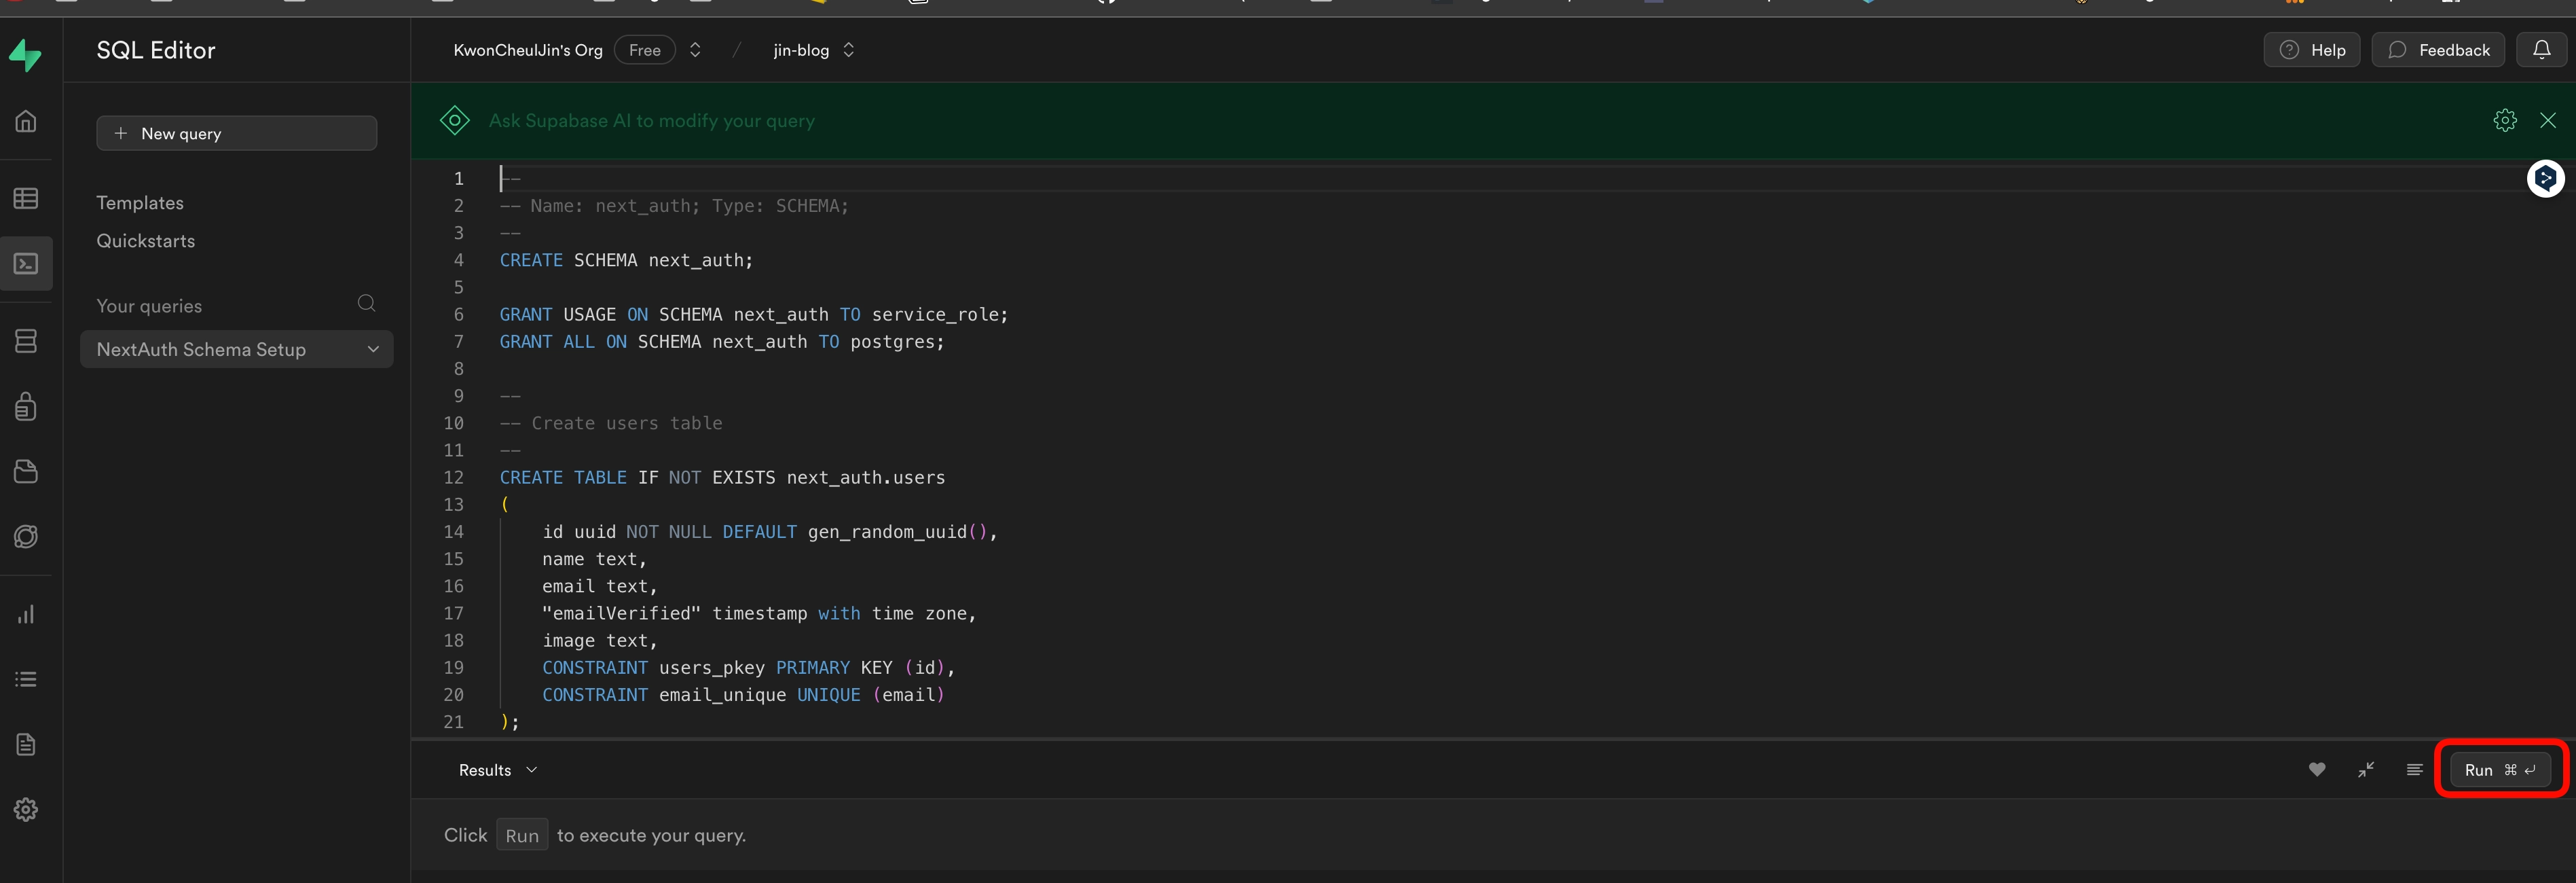 SQL Editor
KwonCheulJin's Org Free / jin-blog
Help Feedback
New query
Templates
Quickstarts
Your queries
NextAuth Schema Setup
Ask Supabase AI to modify your query
1 --
2 -- Name: next_auth; Type: SCHEMA;
3 --
4 CREATE SCHEMA next_auth;
5
6 GRANT USAGE ON SCHEMA next_auth TO service_role;
7 GRANT ALL ON SCHEMA next_auth TO postgres;
8
9 --
10 -- Create users table
11 --
12 CREATE TABLE IF NOT EXISTS next_auth.users
13 (
14 id uuid NOT NULL DEFAULT gen_random_uuid(),
15 name text,
16 email text,
17 "emailVerified" timestamp with time zone,
18 image text,
19 CONSTRAINT users_pkey PRIMARY KEY (id),
20 CONSTRAINT email_unique UNIQUE (email)
21 );
Results
Run ⌘ ↵
Click Run to execute your query.